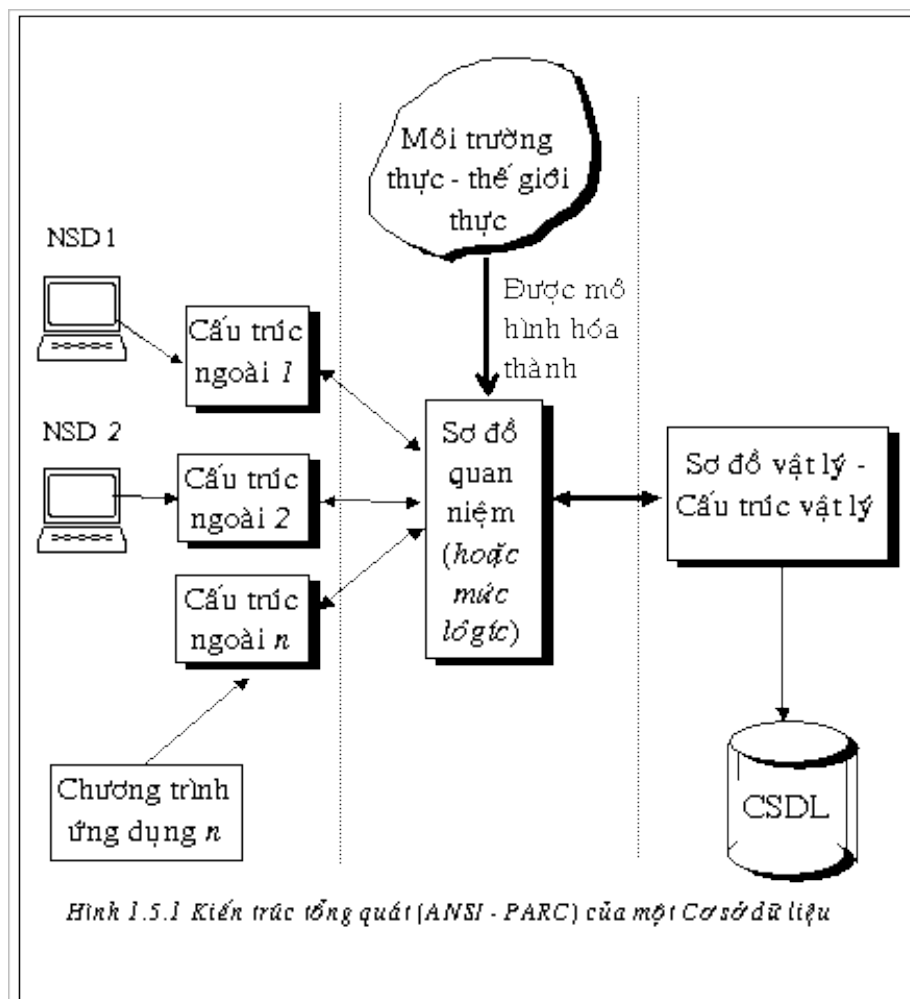 Môi trường
thực - thế giới
thực
NSD 1
Được mô
hình hóa
thành
Cấu trúc
ngoài 1
NSD 2
Cấu trúc
ngoài 2
Cấu trúc
ngoài n
Sơ đồ
quan
niệm
(hoặc
mức
lôgíc)
Sơ đồ vật lý -
Cấu trúc vật lý
Chương trình
ứng dụng n
CSDL
Hình 1.5.1 Kiến trúc tổng quát (ANSI - PARC) của một Cơ sở dữ liệu